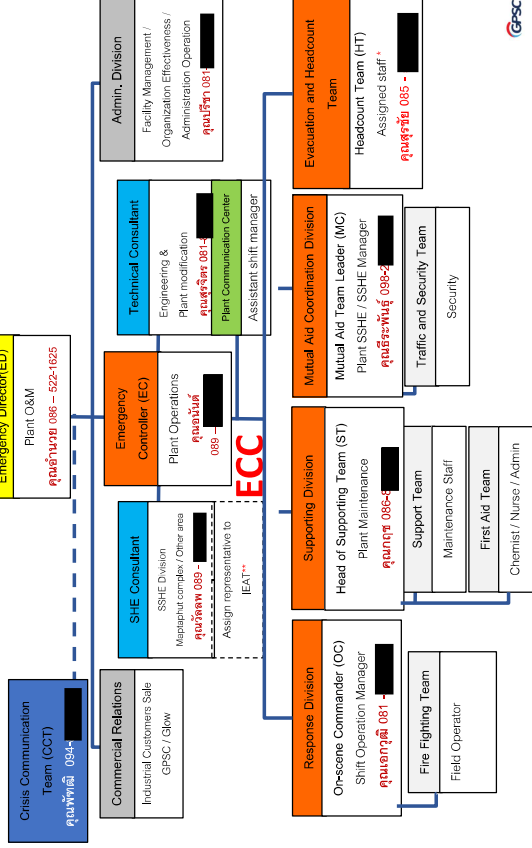 Emergency Director(ED)
Plant O&M
คุณอำนวย 086 – 522-1625
Crisis Communication
Team (CCT)
คุณพัฑฒิ 094-
Commercial Relations
Industrial Customers Sale
GPSC / Glow
Admin. Division
Facility Management /
Organization Effectiveness /
Administration Operation
คุณปรีชา 081-
SHE Consultant
SSHE Division
Maptaphut complex / Other area
คุณวัลลพ 089 -
Assign representative to
IEAT**
Emergency
Controller (EC)
Plant Operations
คุณอนันต์
089 –
ECC
Technical Consultant
Engineering &
Plant modification
คุณสุรจิตร 081-
Plant Communication Center
Assistant shift manager
Response Division
On-scene Commander (OC)
Shift Operation Manager
คุณเอกวุฒิ 081 -
Fire Fighting Team
Field Operator
Supporting Division
Head of Supporting Team (ST)
Plant Maintenance
คุณกฤช 086-8
Support Team
Maintenance Staff
First Aid Team
Chemist / Nurse / Admin
Mutual Aid Coordination Division
Mutual Aid Team Leader (MC)
Plant SSHE / SSHE Manager
คุณธีระพันธุ์ 098-2
Traffic and Security Team
Security
Evacuation and Headcount
Team
Headcount Team (HT)
Assigned staff *
คุณสุรชัย 085 -
GPSC